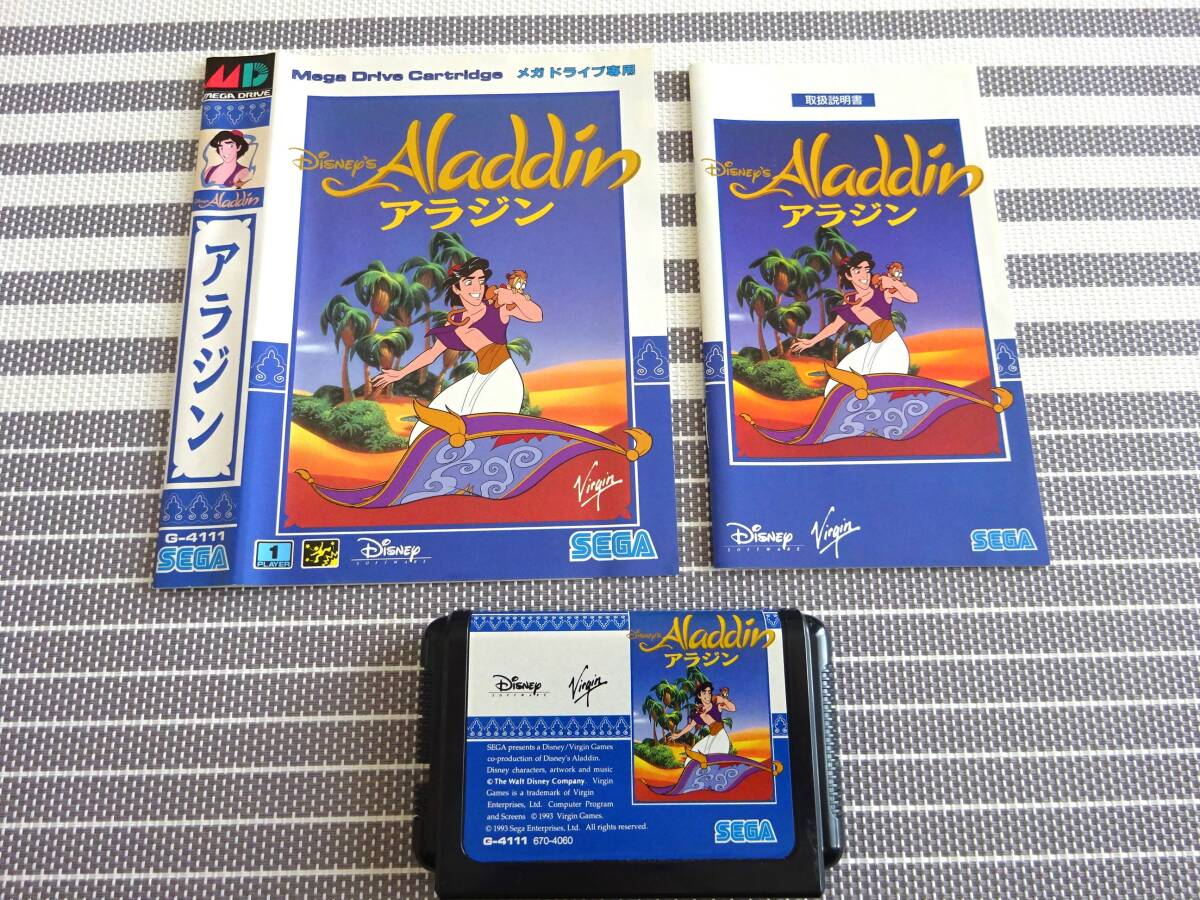 MD
MEGA DRIVE
Disney's Aladdin
アラジン
G-4111
SEGA
Mega Drive Cartridge メガドライブ専用
Disney's Aladdin
アラジン
Virgin
1
PLAYER
Disney
SOFTWARE
SEGA
取扱説明書
Disney's Aladdin
アラジン
Disney
SOFTWARE
Virgin
SEGA
Disney's Aladdin
アラジン
Disney
SOFTWARE
Virgin
SEGA presents a Disney/Virgin Games
co-production of Disney's Aladdin.
Disney characters, artwork and music
© The Walt Disney Company. Virgin
Games is a trademark of Virgin
Enterprises, Ltd. Computer Program
and Screens © 1993 Virgin Games.
© 1993 Sega Enterprises, Ltd. All rights reserved.
G-4111 670-4060
SEGA